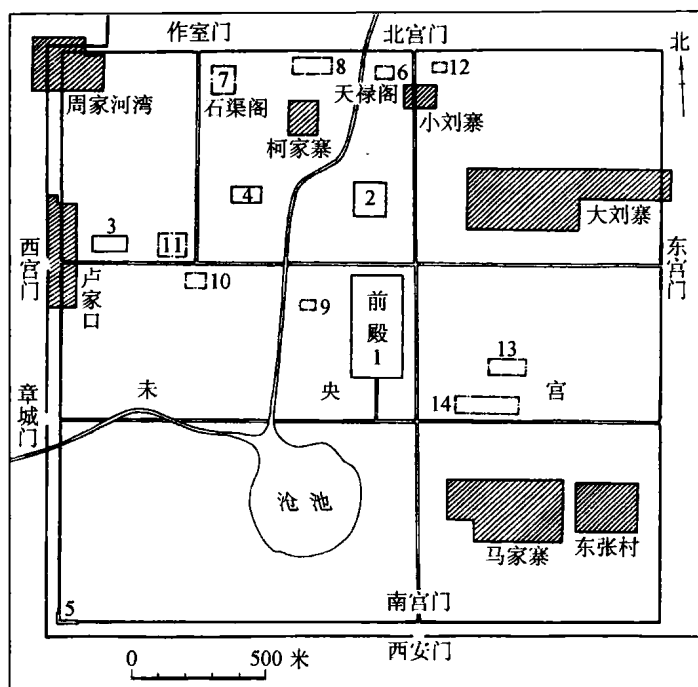 作室门
北宫门
北
周家河湾
7
石渠阁
8
柯家寨
6
天禄阁
12
小刘寨
4
2
大刘寨
3
11
西宫门
卢家口
东宫门
10
9
前殿
1
13
14
未央宫
章城门
沧池
马家寨
东张村
5
南宫门
西安门
0 500 米